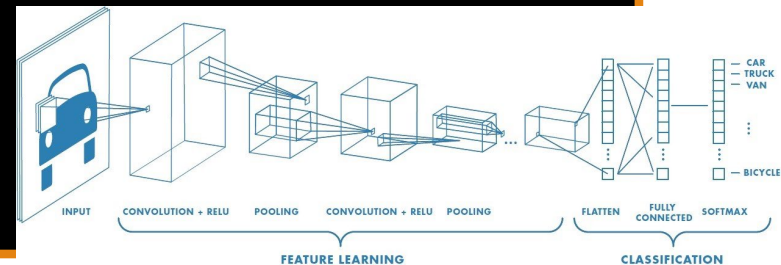 CAR
TRUCK
VAN
BICYCLE
INPUT
CONVOLUTION + RELU
POOLING
CONVOLUTION + RELU
POOLING
...
FLATTEN
FULLY
CONNECTED
SOFTMAX
FEATURE LEARNING
CLASSIFICATION